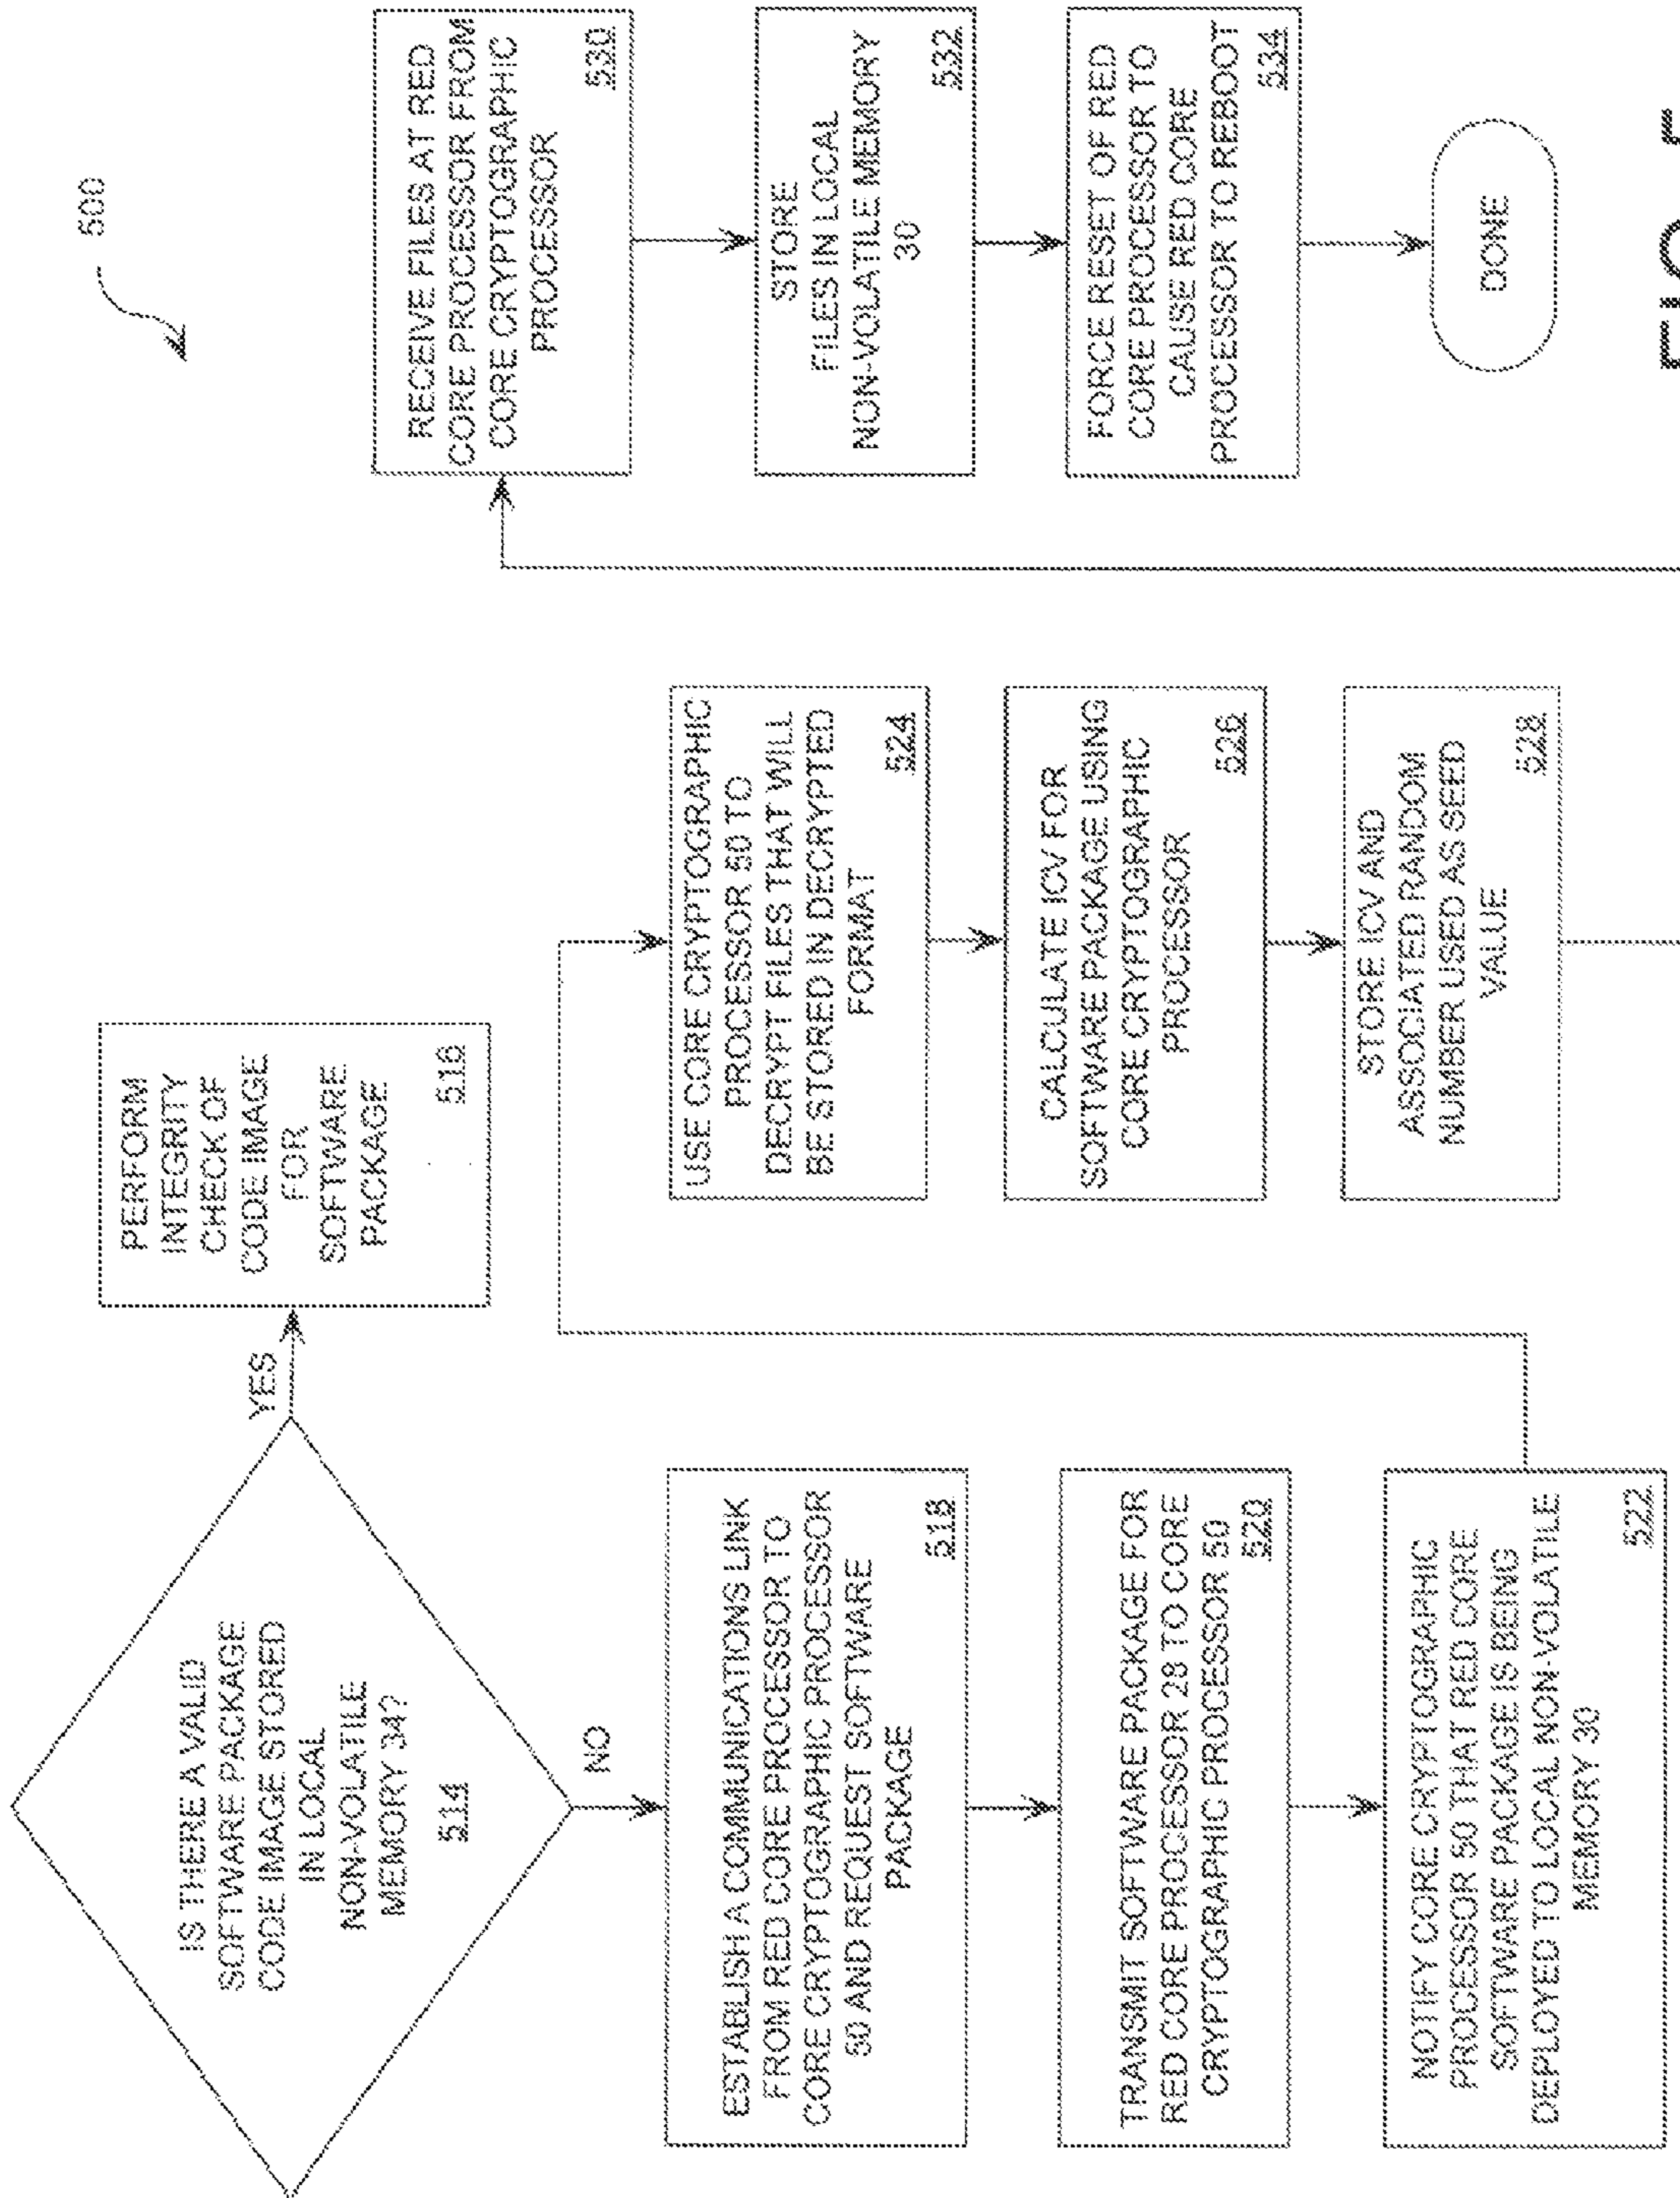 500
IS THERE A VALID
SOFTWARE PACKAGE
CODE IMAGE STORED
IN LOCAL
NON-VOLATILE
MEMORY 34?
514
YES
NO
PERFORM
INTEGRITY
CHECK OF
CODE IMAGE
FOR
SOFTWARE
PACKAGE
516
ESTABLISH A COMMUNICATIONS LINK
FROM RED CORE PROCESSOR TO
CORE CRYPTOGRAPHIC PROCESSOR
50 AND REQUEST SOFTWARE
PACKAGE
518
TRANSMIT SOFTWARE PACKAGE FOR
RED CORE PROCESSOR 28 TO CORE
CRYPTOGRAPHIC PROCESSOR 50
520
NOTIFY CORE CRYPTOGRAPHIC
PROCESSOR 50 THAT RED CORE
SOFTWARE PACKAGE IS BEING
DEPLOYED TO LOCAL NON-VOLATILE
MEMORY 30
522
USE CORE CRYPTOGRAPHIC
PROCESSOR 50 TO
DECRYPT FILES THAT WILL
BE STORED IN DECRYPTED
FORMAT
524
CALCULATE ICV FOR
SOFTWARE PACKAGE USING
CORE CRYPTOGRAPHIC
PROCESSOR
526
STORE ICV AND
ASSOCIATED RANDOM
NUMBER USED AS SEED
VALUE
528
RECEIVE FILES AT RED
CORE PROCESSOR FROM
CORE CRYPTOGRAPHIC
PROCESSOR
530
STORE
FILES IN LOCAL
NON-VOLATILE MEMORY
30
532
FORCE RESET OF RED
CORE PROCESSOR TO
CAUSE RED CORE
PROCESSOR TO REBOOT
534
DONE